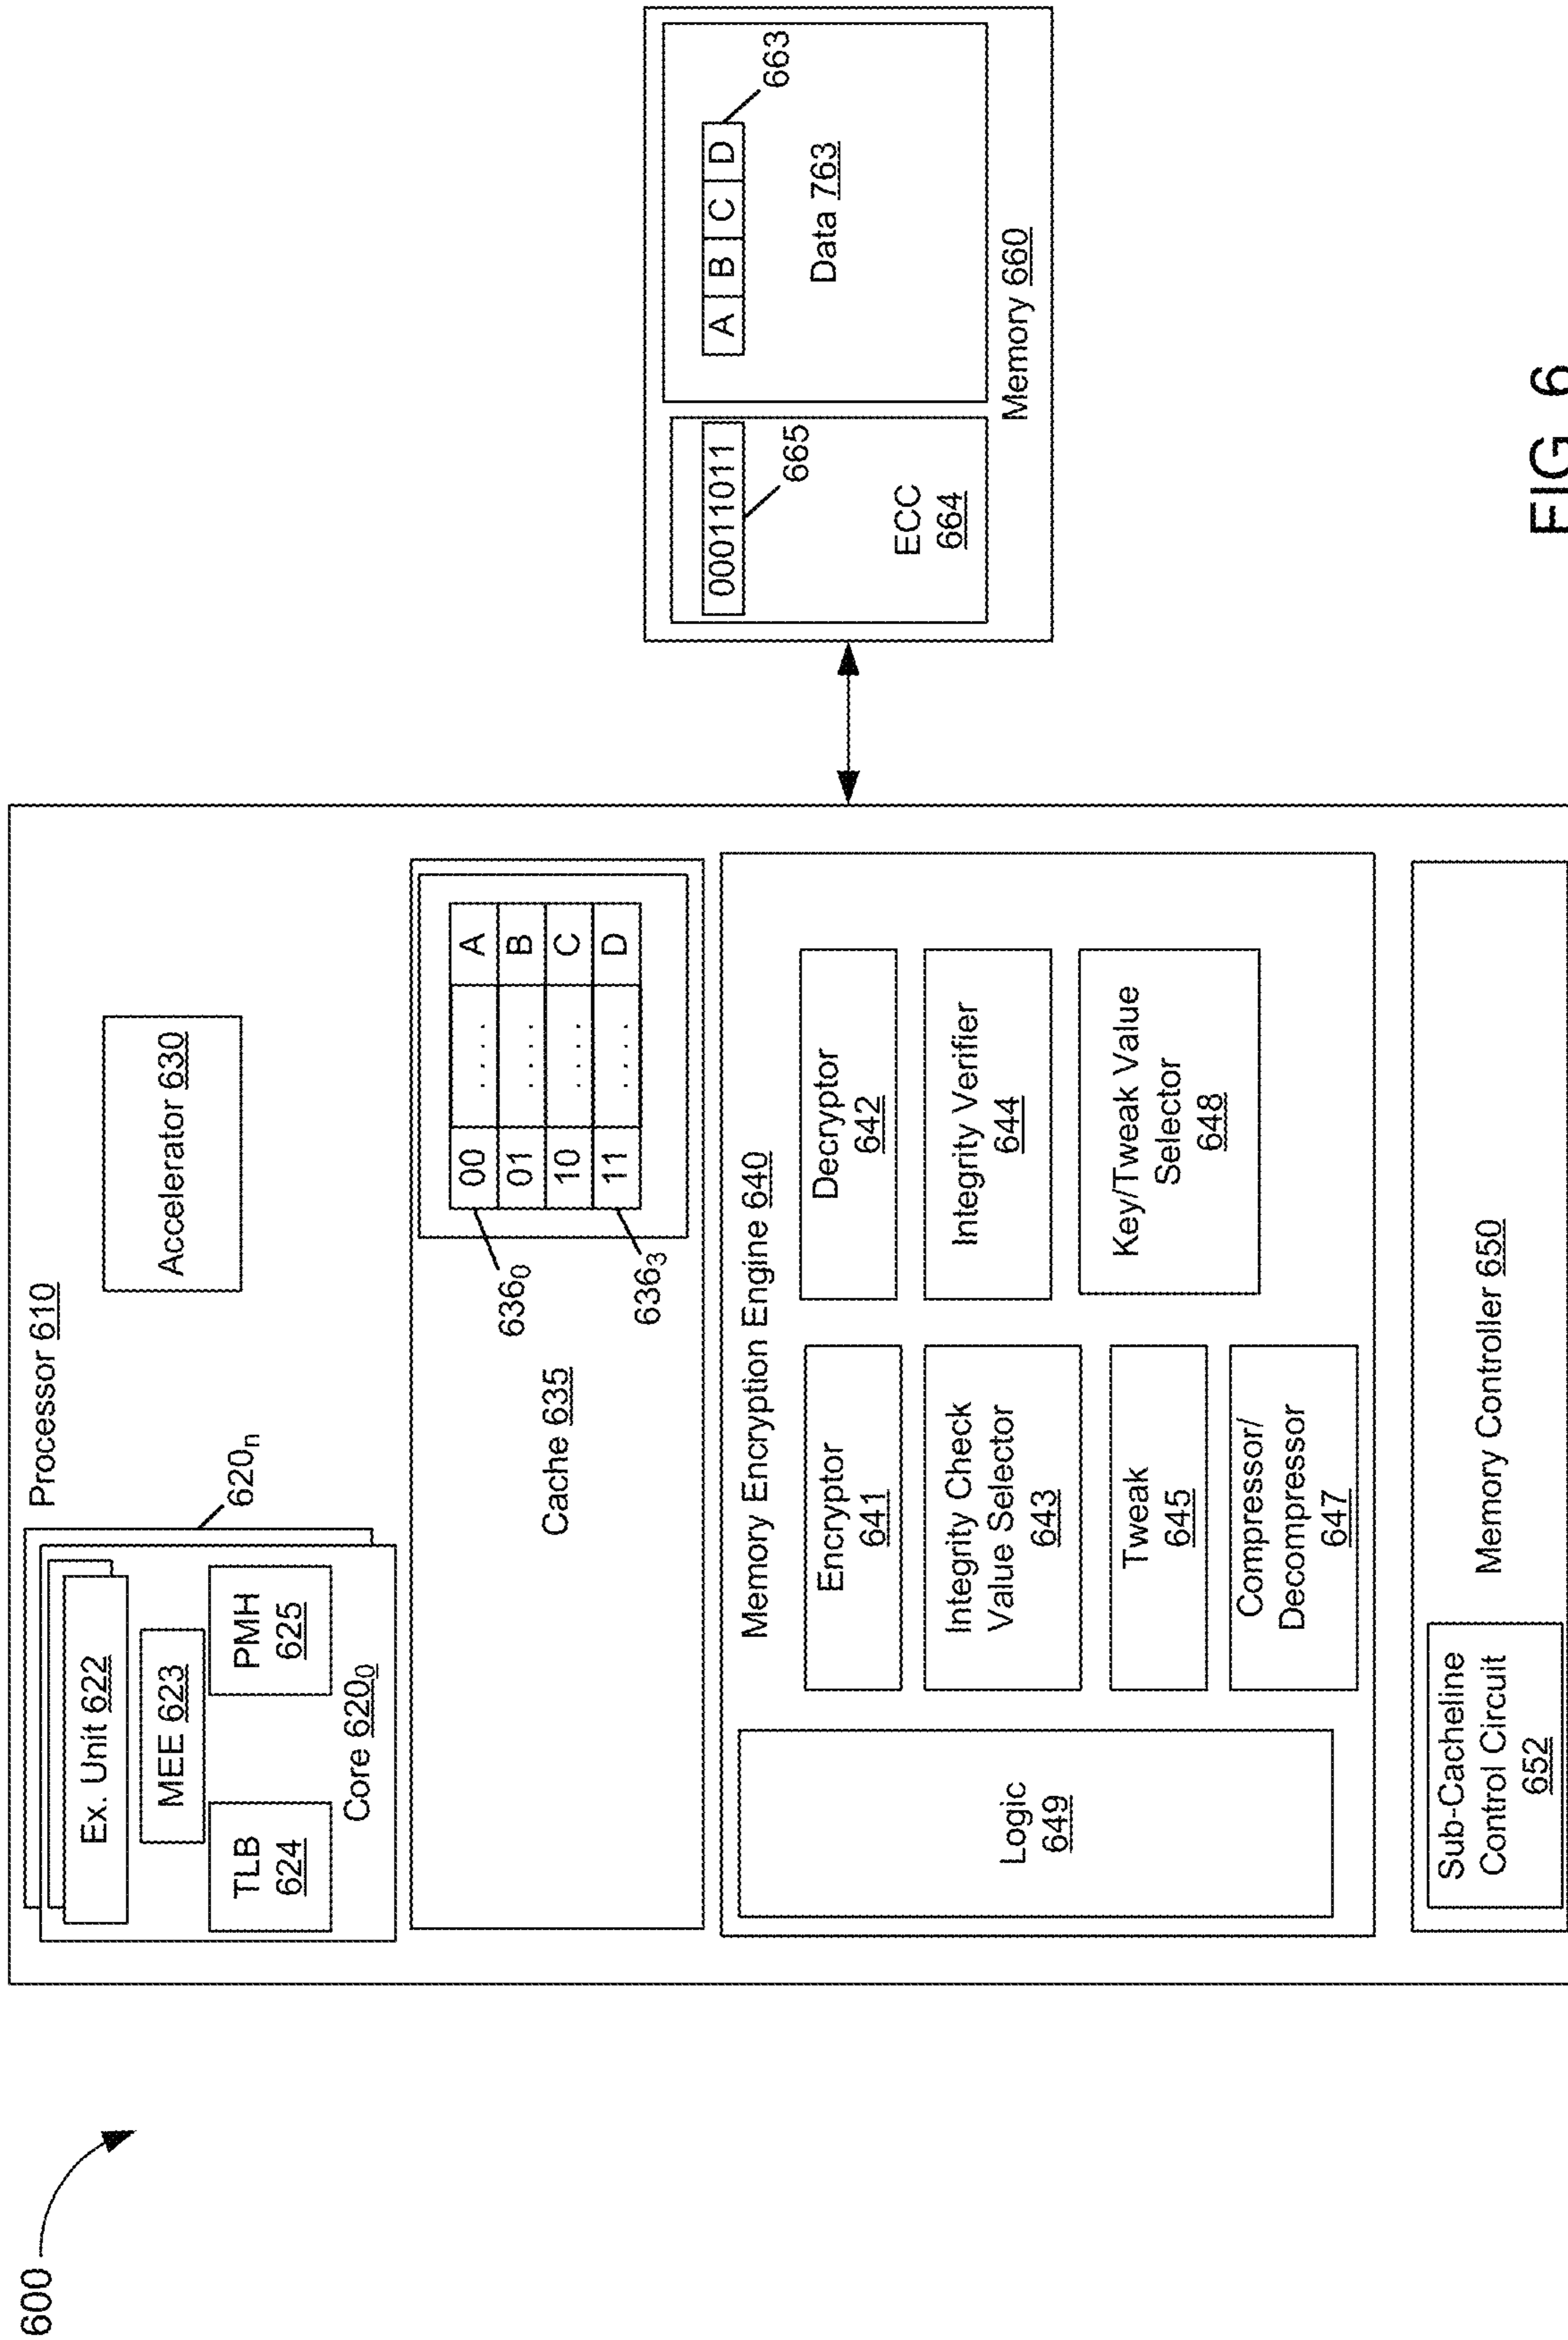 600
Processor 610
Ex. Unit 622
MEE 623
TLB
624
PMH
625
Core 620₀
620ₙ
Accelerator 630
Cache 635
636₀
636₃
00 .... A
01 .... B
10 .... C
11 .... D
Memory Encryption Engine 640
Logic
649
Encryptor
641
Decryptor
642
Integrity Check
Value Selector
643
Integrity Verifier
644
Tweak
645
Key/Tweak Value
Selector
648
Compressor/
Decompressor
647
Sub-Cacheline
Control Circuit
652
Memory Controller 650
00011011
665
ECC
664
A B C D
663
Data 763
Memory 660
FIG. 6